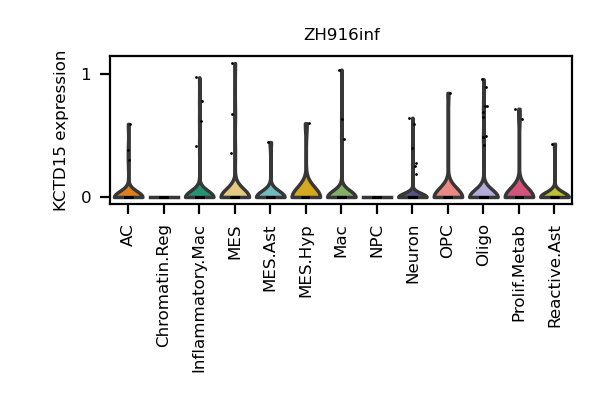 ZH916inf
KCTD15 expression
1
0
AC
Chromatin.Reg
Inflammatory.Mac
MES
MES.Ast
MES.Hyp
Mac
NPC
Neuron
OPC
Oligo
Prolif.Metab
Reactive.Ast